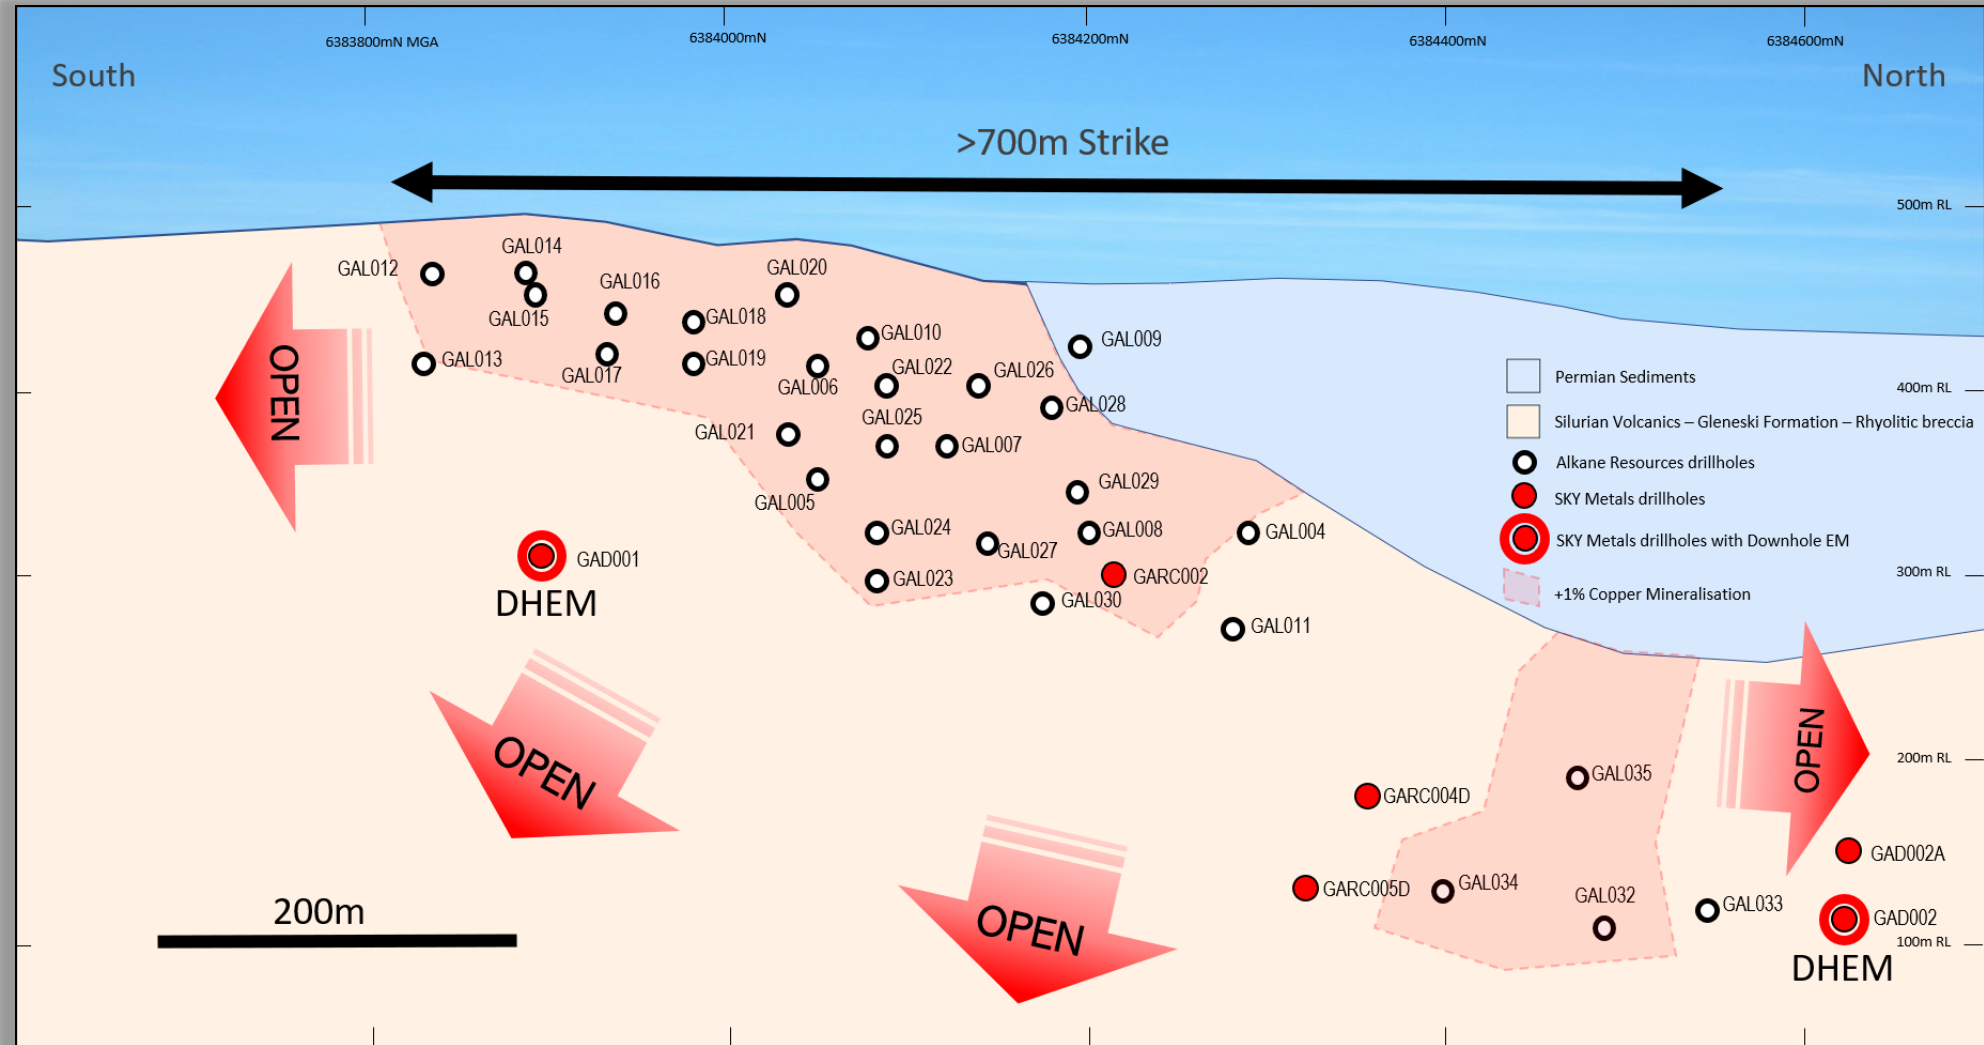 6383800mN MGA
6384000mN
6384200mN
6384400mN
6384600mN
South
North
>700m Strike
500m RL
GAL014
GAL012
GAL020
GAL016
GAL015
GAL018
GAL010
GAL009
GAL013
GAL019
GAL017
GAL006
GAL022
GAL026
GAL028
GAL025
GAL021
GAL007
GAL005
GAL029
GAL024
GAL008
GAL004
GAL027
GAL023
GARC002
GAL030
GAL011
OPEN
Permian Sediments
400m RL
Silurian Volcanics – Gleneski Formation – Rhyolitic breccia
Alkane Resources drillholes
SKY Metals drillholes
SKY Metals drillholes with Downhole EM
300m RL
+1% Copper Mineralisation
GAD001
DHEM
OPEN
OPEN
OPEN
200m RL
GAL035
GARC004D
GAD002A
GARC005D
GAL034
GAL032
GAL033
GAD002
100m RL
DHEM
200m